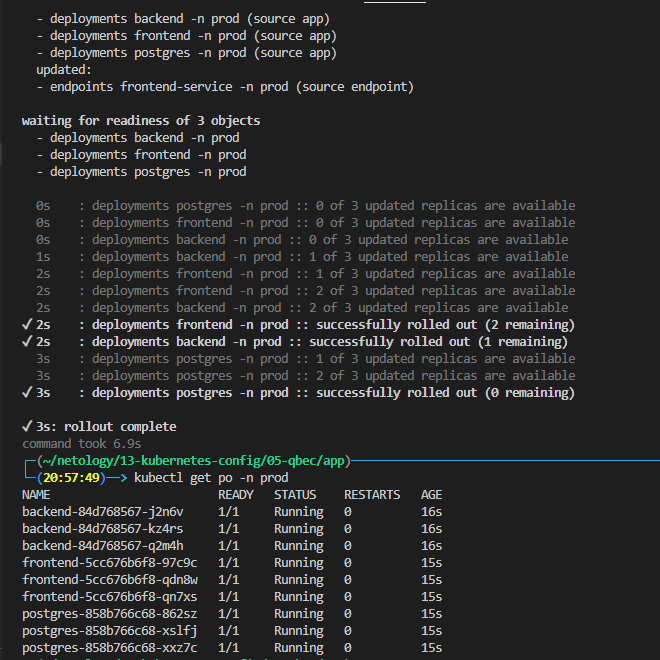 - deployments backend -n prod (source app)
- deployments frontend -n prod (source app)
- deployments postgres -n prod (source app)
updated:
- endpoints frontend-service -n prod (source endpoint)
waiting for readiness of 3 objects
- deployments backend -n prod
- deployments frontend -n prod
- deployments postgres -n prod
0s    : deployments postgres -n prod :: 0 of 3 updated replicas are available
0s    : deployments frontend -n prod :: 0 of 3 updated replicas are available
0s    : deployments backend -n prod :: 0 of 3 updated replicas are available
1s    : deployments backend -n prod :: 1 of 3 updated replicas are available
2s    : deployments frontend -n prod :: 1 of 3 updated replicas are available
2s    : deployments frontend -n prod :: 2 of 3 updated replicas are available
2s    : deployments backend -n prod :: 2 of 3 updated replicas are available
✓ 2s    : deployments frontend -n prod :: successfully rolled out (2 remaining)
✓ 2s    : deployments backend -n prod :: successfully rolled out (1 remaining)
3s    : deployments postgres -n prod :: 1 of 3 updated replicas are available
3s    : deployments postgres -n prod :: 2 of 3 updated replicas are available
✓ 3s    : deployments postgres -n prod :: successfully rolled out (0 remaining)
✓ 3s: rollout complete
command took 6.9s
(~/netology/13-kubernetes-config/05-qbec/app)
(20:57:49)──> kubectl get po -n prod
NAME READY STATUS RESTARTS AGE
backend-84d768567-j2n6v 1/1 Running 0 16s
backend-84d768567-kz4rs 1/1 Running 0 16s
backend-84d768567-q2m4h 1/1 Running 0 16s
frontend-5cc676b6f8-97c9c 1/1 Running 0 15s
frontend-5cc676b6f8-qdn8w 1/1 Running 0 15s
frontend-5cc676b6f8-qn7xs 1/1 Running 0 15s
postgres-858b766c68-862sz 1/1 Running 0 15s
postgres-858b766c68-xslfj 1/1 Running 0 15s
postgres-858b766c68-xxz7c 1/1 Running 0 15s